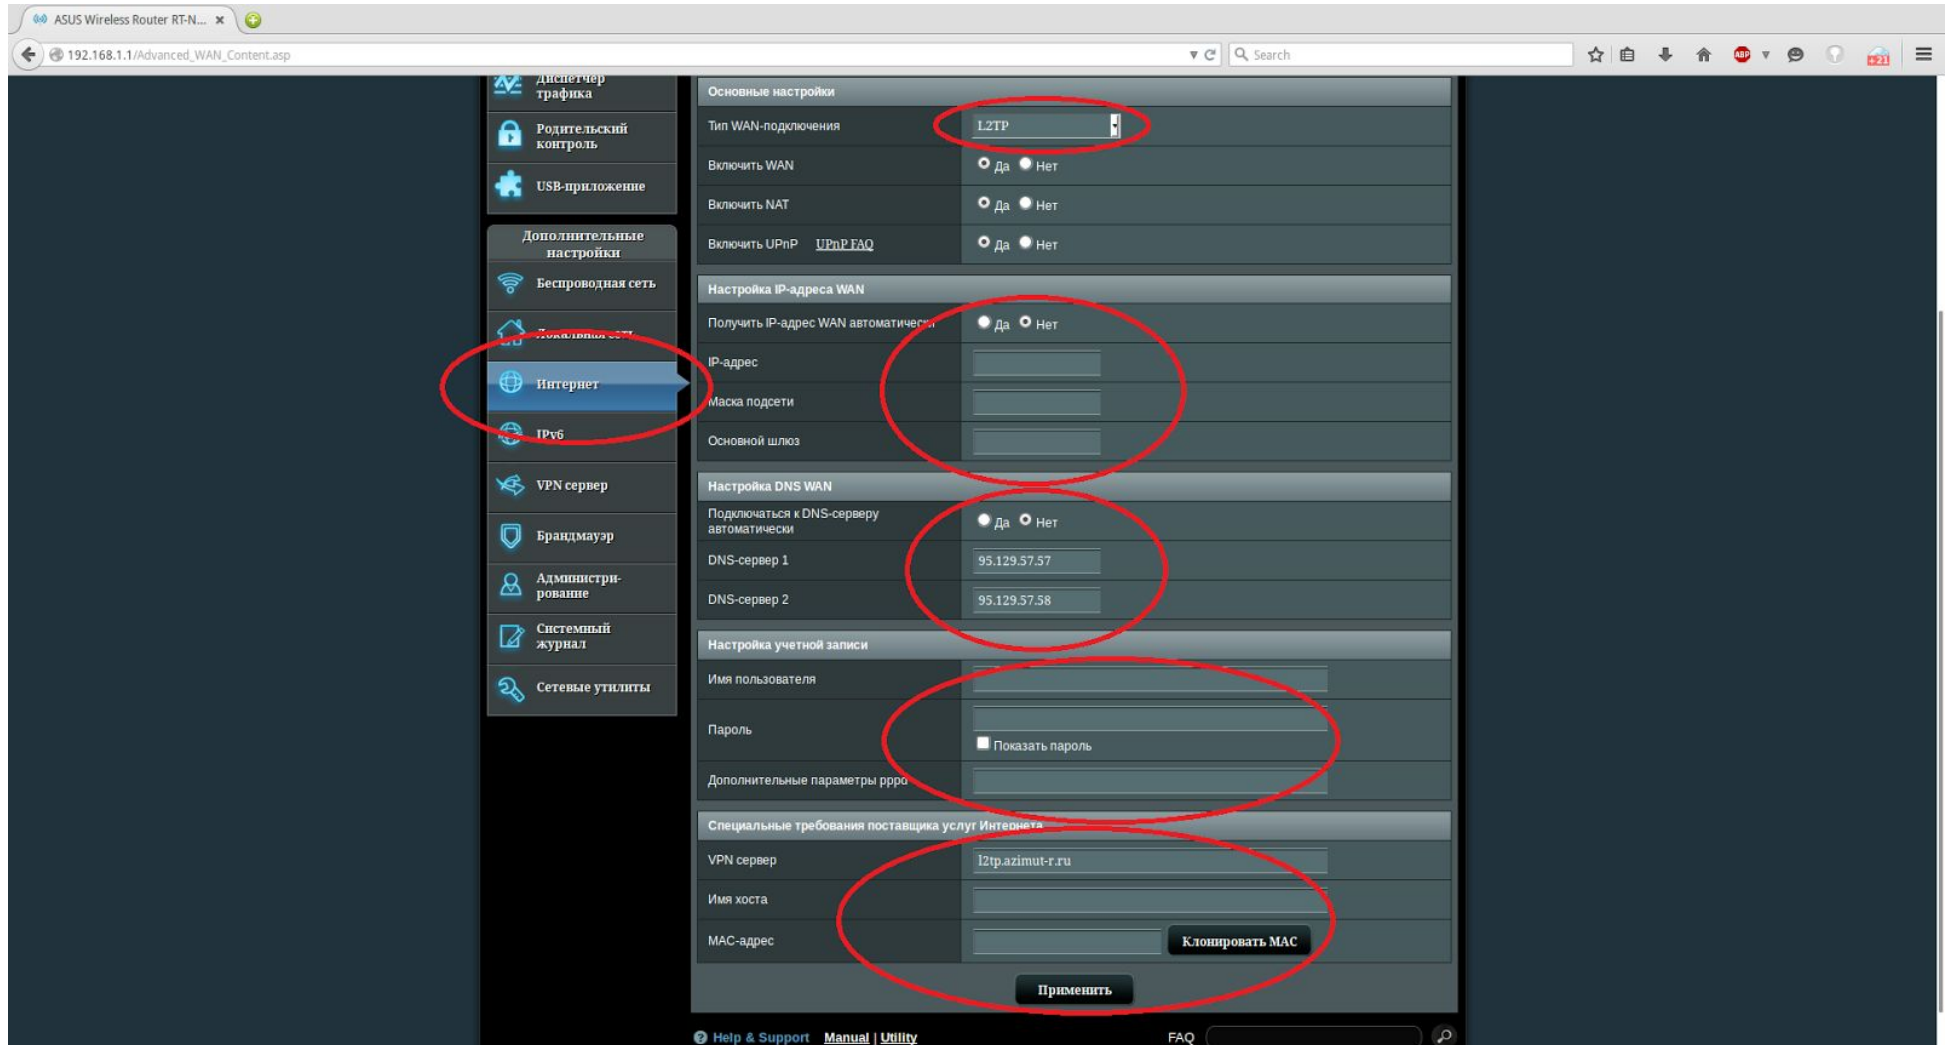 ASUS Wireless Router RT-N...
192.168.1.1/Advanced_WAN_Content.asp
Search
ABP
+21
Диспетчер
трафика
Родительский
контроль
USB-приложение
Дополнительные
настройки
Беспроводная сеть
Локальная сеть
Интернет
IPv6
VPN сервер
Брандмауэр
Администри-
рование
Системный
журнал
Сетевые утилиты
Основные настройки
Тип WAN-подключения L2TP
Включить WAN Да Нет
Включить NAT Да Нет
Включить UPnP UPnP FAQ Да Нет
Настройка IP-адреса WAN
Получить IP-адрес WAN автоматически Да Нет
IP-адрес
Маска подсети
Основной шлюз
Настройка DNS WAN
Подключаться к DNS-серверу
автоматически Да Нет
DNS-сервер 1 95.129.57.57
DNS-сервер 2 95.129.57.58
Настройка учетной записи
Имя пользователя
Пароль
Показать пароль
Дополнительные параметры pppd
Специальные требования поставщика услуг Интернета
VPN сервер l2tp.azimut-r.ru
Имя хоста
MAC-адрес Клонировать MAC
Применить
Help & Support Manual | Utility FAQ